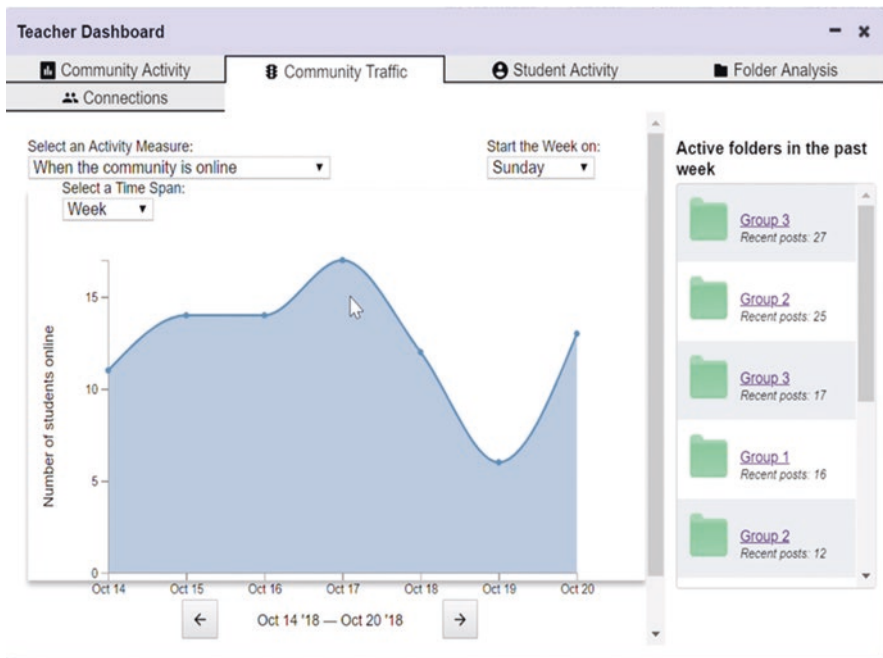 Teacher Dashboard
Community Activity
Community Traffic
Student Activity
Folder Analysis
Connections
Select an Activity Measure:
When the community is online
Start the Week on:
Sunday
Select a Time Span:
Week
Number of students online
15
10
5
0
Oct 14 Oct 15 Oct 16 Oct 17 Oct 18 Oct 19 Oct 20
Oct 14 '18 — Oct 20 '18
Active folders in the past
week
Group 3
Recent posts: 27
Group 2
Recent posts: 25
Group 3
Recent posts: 17
Group 1
Recent posts: 16
Group 2
Recent posts: 12